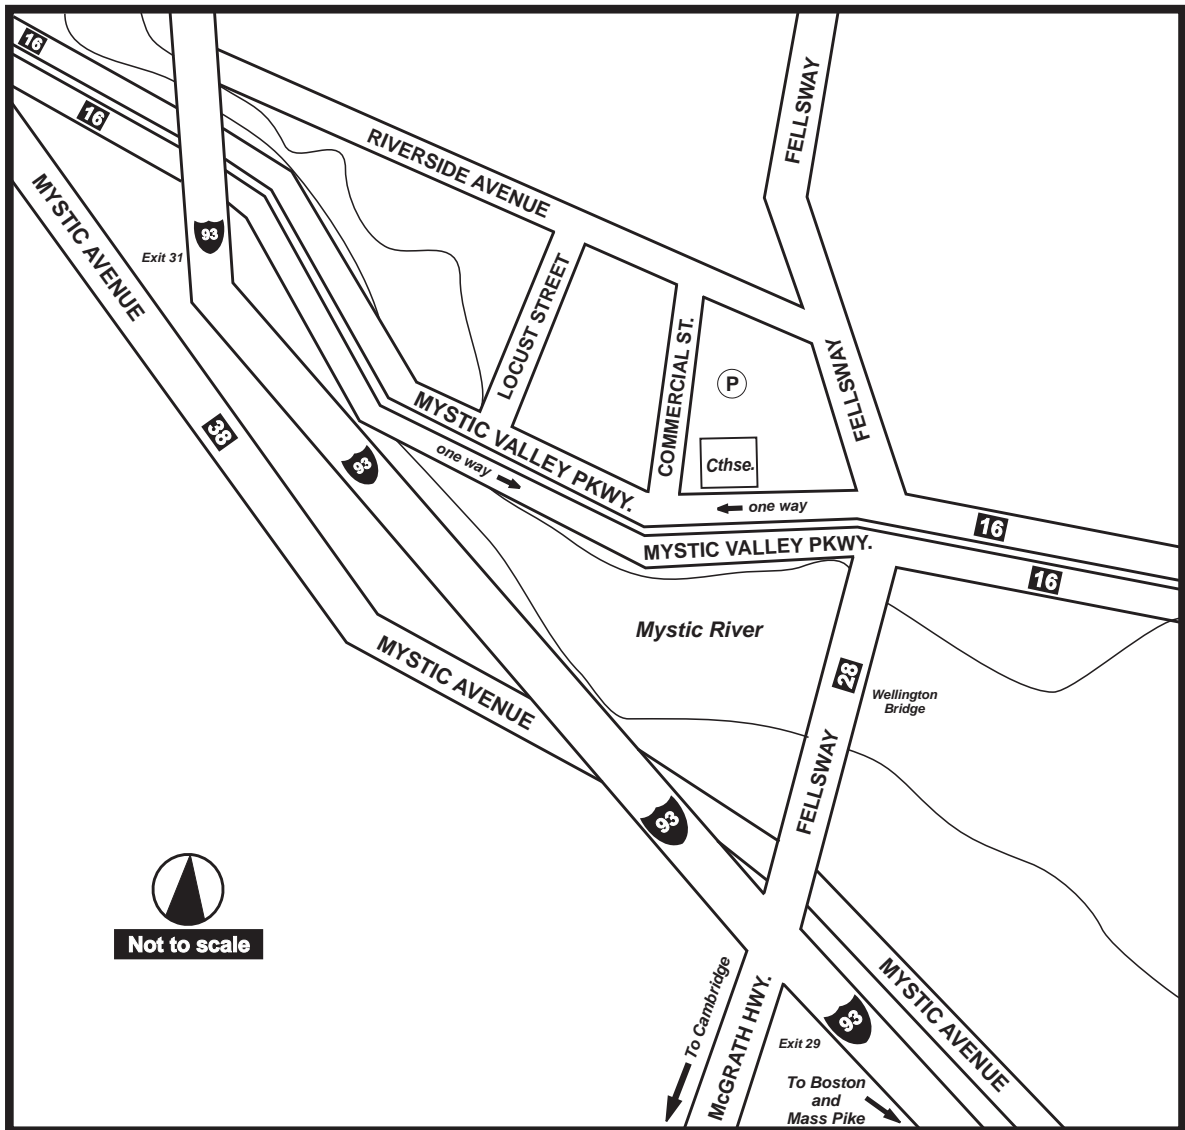 16
16
FELLSWAY
RIVERSIDE AVENUE
MYSTIC AVENUE
93
Exit 31
LOCUST STREET
COMMERCIAL ST.
FELLSWAY
P
38
93
MYSTIC VALLEY PKWY.
one way
Cthse.
one way
16
MYSTIC VALLEY PKWY.
16
Mystic River
MYSTIC AVENUE
28
Wellington
Bridge
FELLSWAY
93
Not to scale
To Cambridge
McGRATH HWY.
MYSTIC AVENUE
93
Exit 29
To Boston
and
Mass Pike